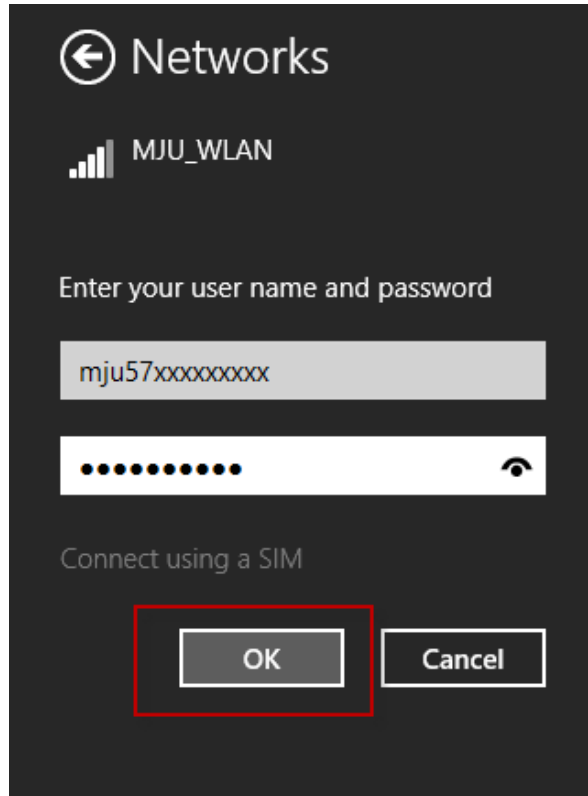 Networks
MJU_WLAN
Enter your user name and password
mju57xxxxxxxxx
●●●●●●●●●●
Connect using a SIM
OK
Cancel